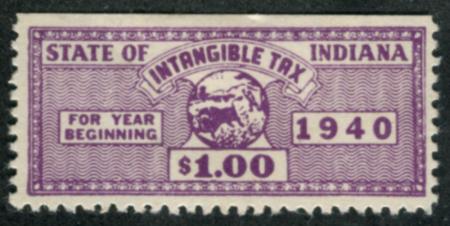 STATE OF INDIANA
INTANGIBLE TAX
FOR YEAR
BEGINNING
1940
$1.00